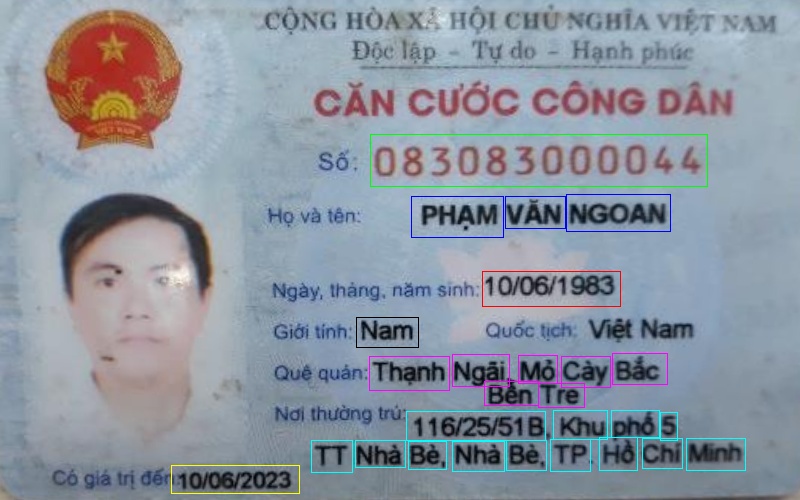 CỘNG HÒA XÃ HỘI CHỦ NGHĨA VIỆT NAM
Độc lập - Tự do - Hạnh phúc
CĂN CƯỚC CÔNG DÂN
Số: 083083000044
Họ và tên: PHẠM VĂN NGOAN
Ngày, tháng, năm sinh: 10/06/1983
Giới tính: Nam Quốc tịch: Việt Nam
Quê quán: Thạnh Ngãi, Mỏ Cày Bắc
Bến Tre
Nơi thường trú: 116/25/51B, Khu phố 5
TT Nhà Bè, Nhà Bè, TP. Hồ Chí Minh
Có giá trị đến: 10/06/2023